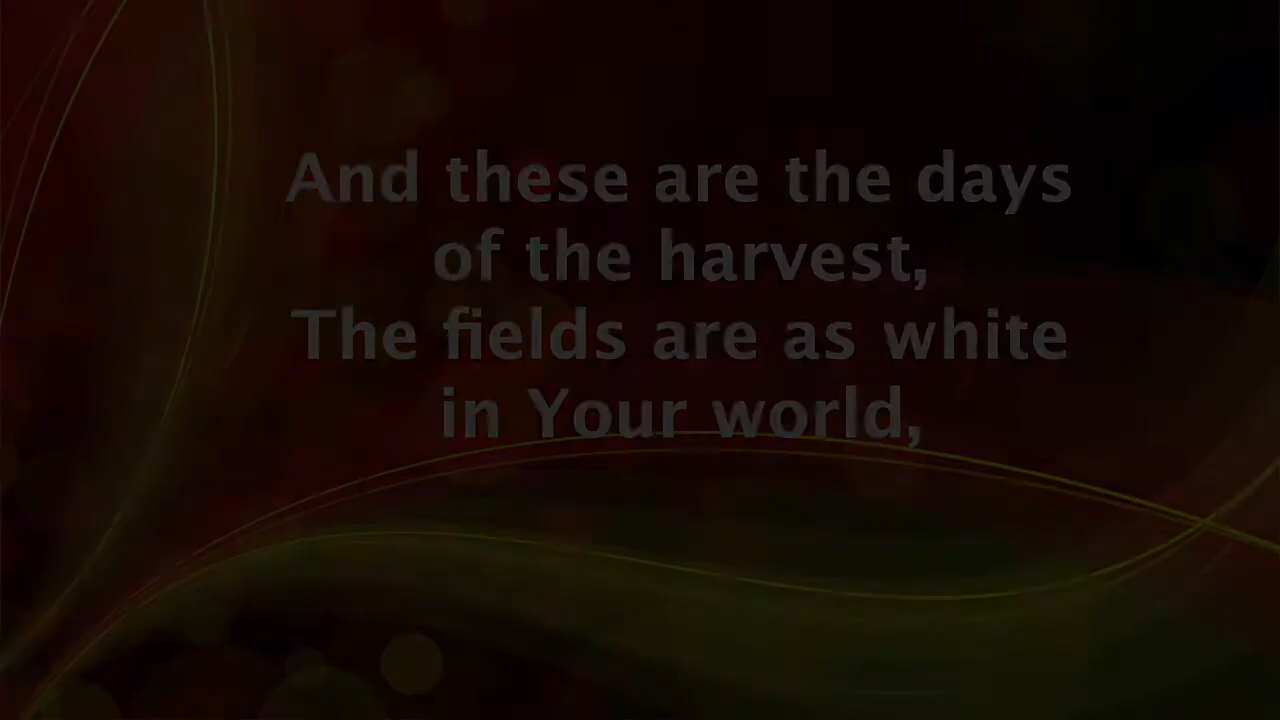 And these are the days
of the harvest,
The fields are as white
in Your world,